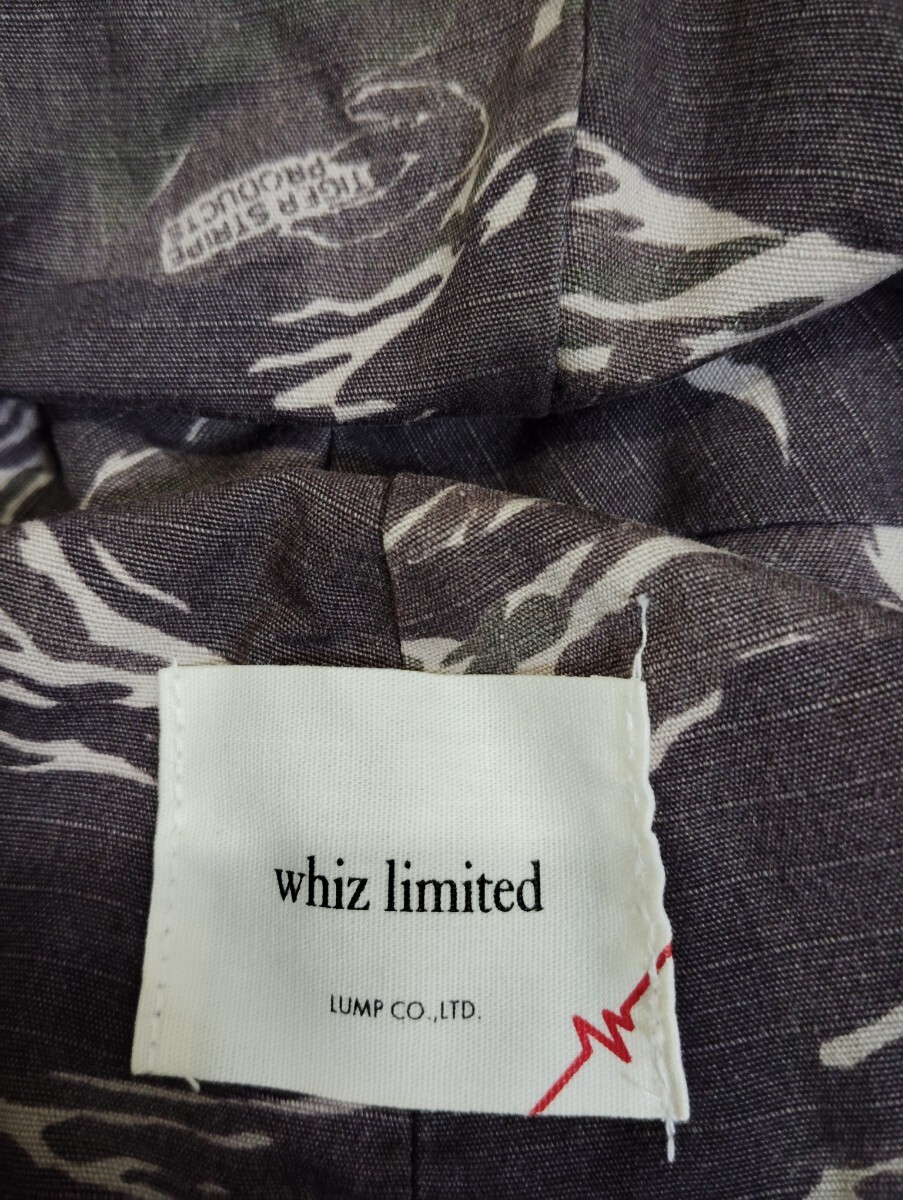 TIGER STRIPE
PRODUCTS
whiz limited
LUMP CO.,LTD.